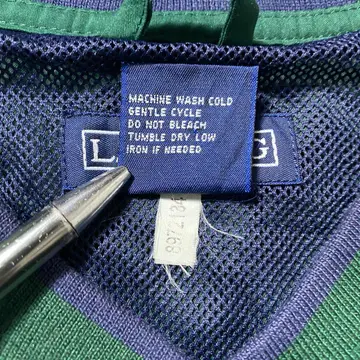 MACHINE WASH COLD
GENTLE CYCLE
DO NOT BLEACH
TUMBLE DRY LOW
IRON IF NEEDED